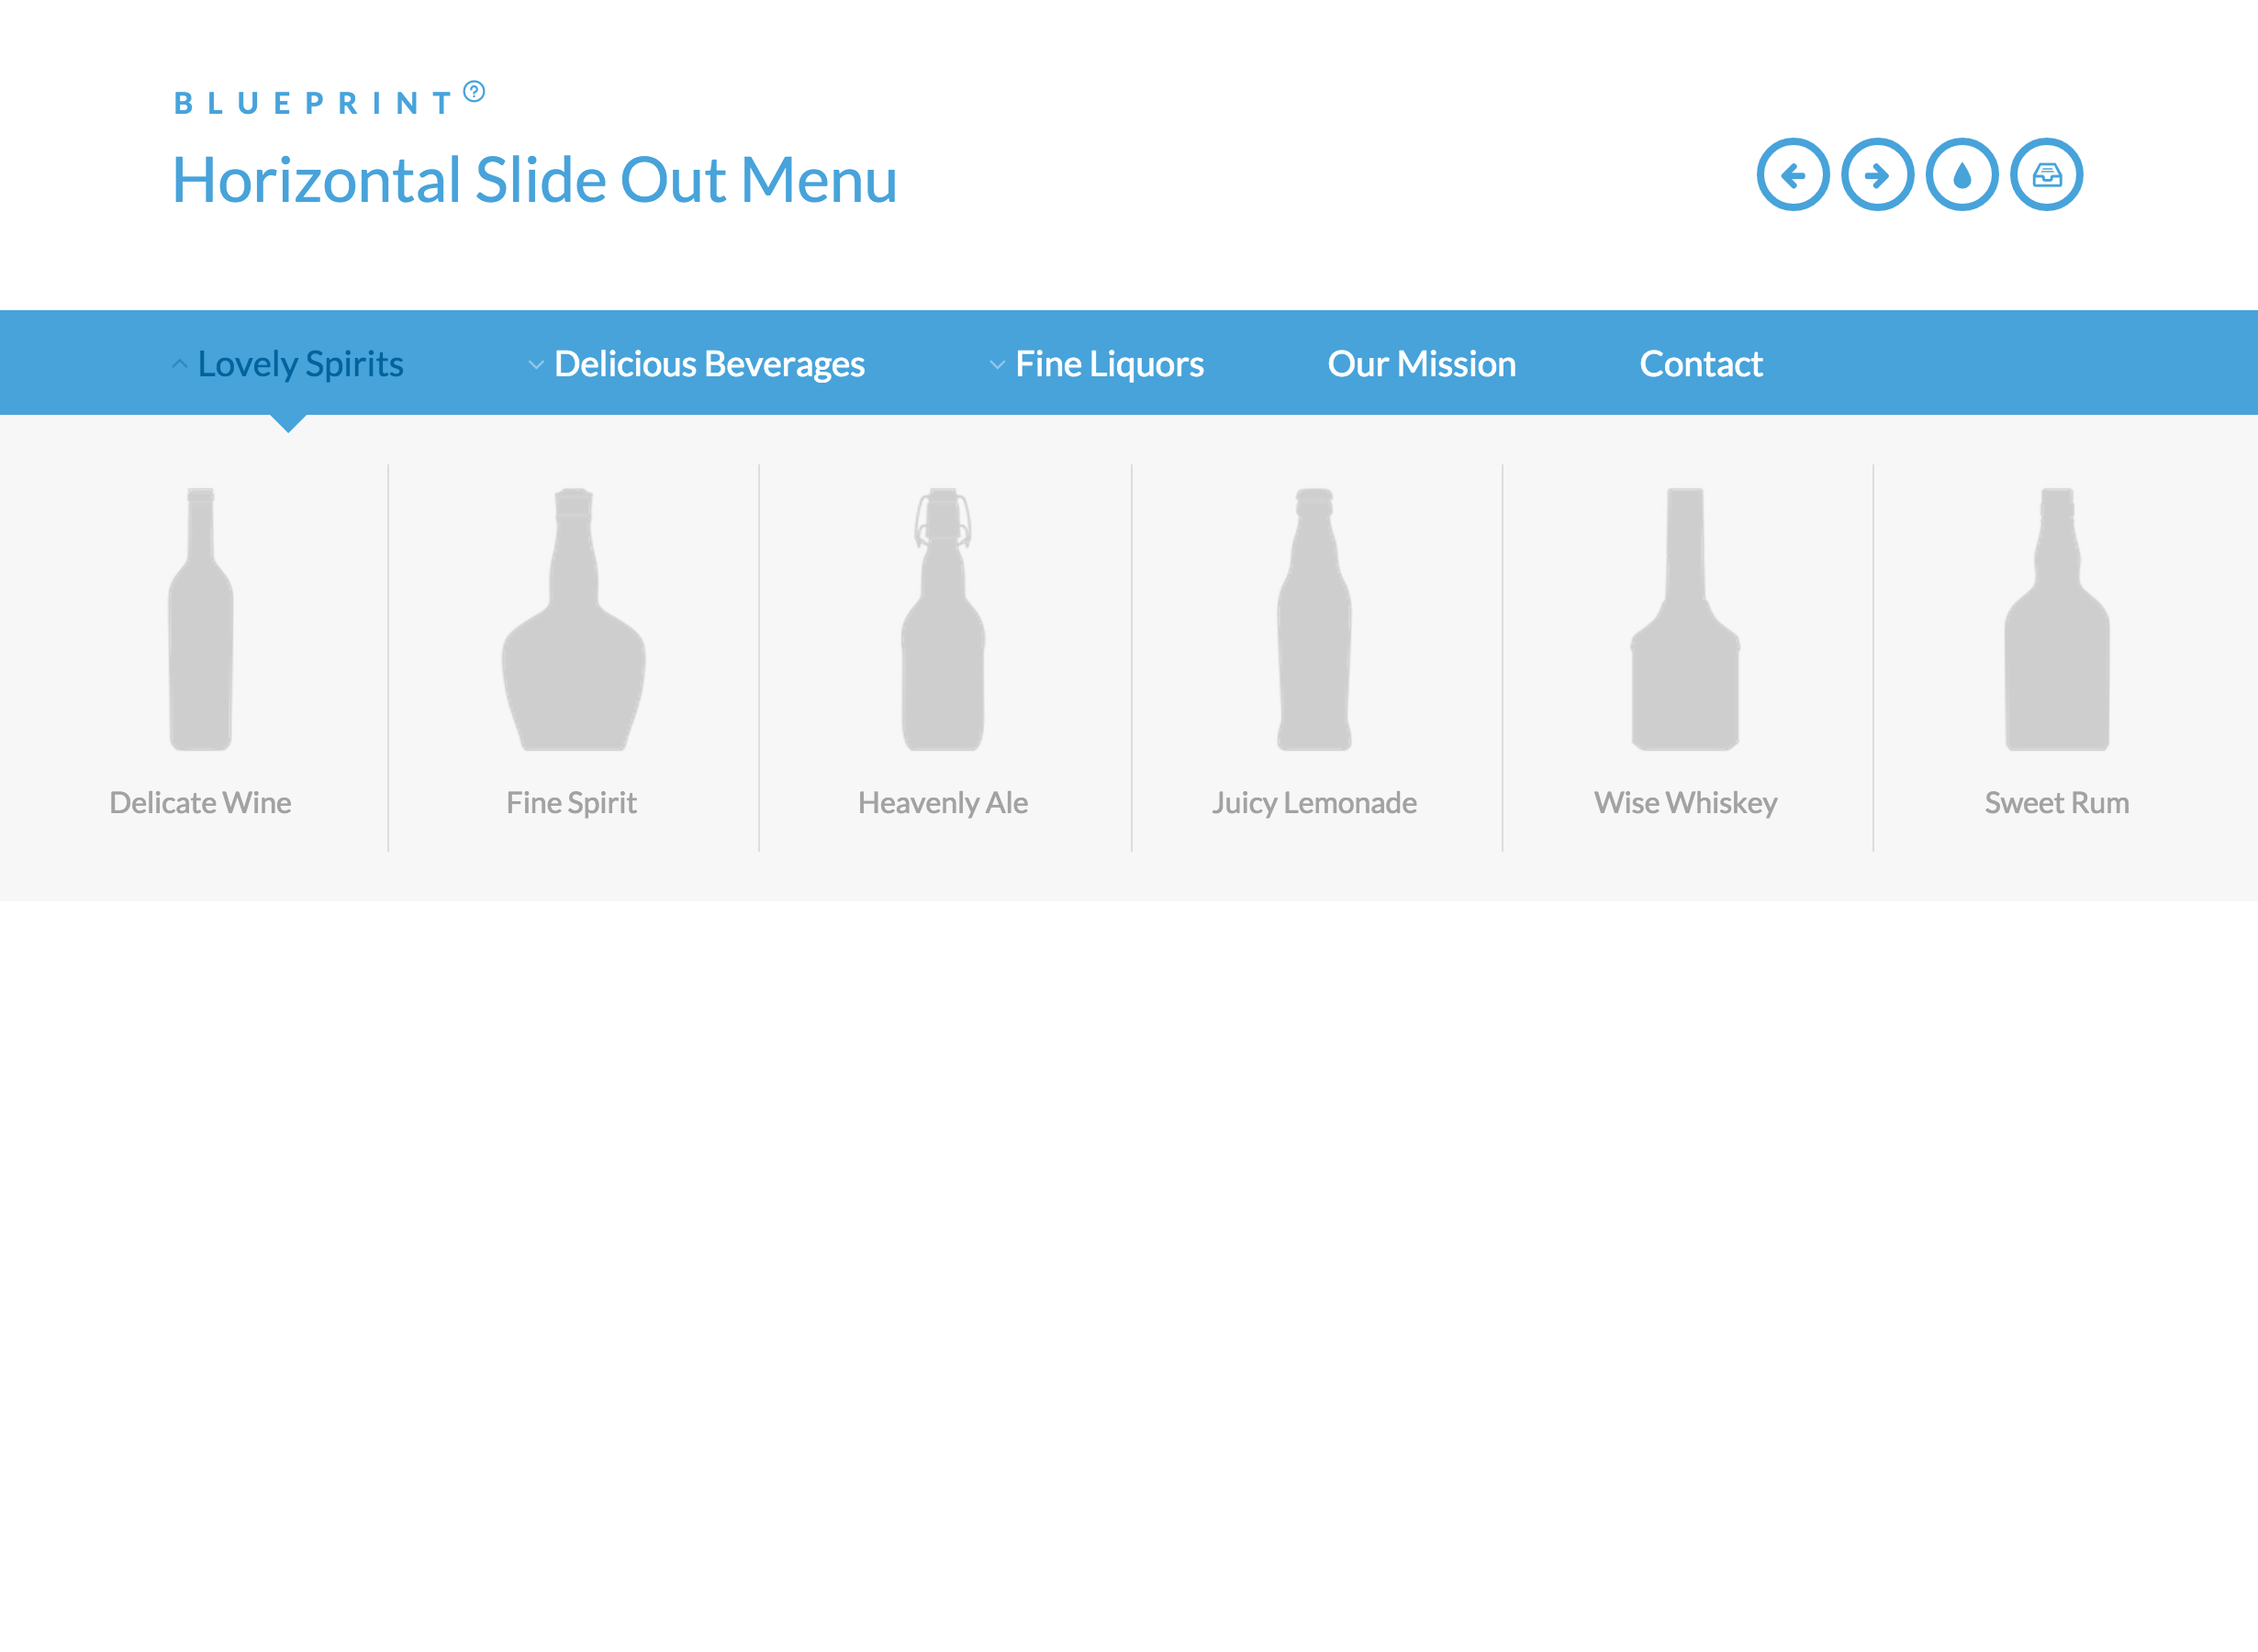 BLUEPRINT
Horizontal Slide Out Menu
Lovely Spirits Delicious Beverages Fine Liquors Our Mission Contact
Delicate Wine Fine Spirit Heavenly Ale Juicy Lemonade Wise Whiskey Sweet Rum